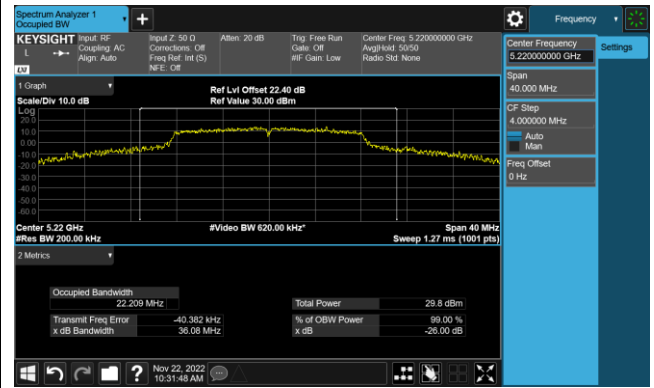 Spectrum Analyzer 1
Occupied BW
Frequency
KEYSIGHT
L
LXI
Input: RF
Coupling: AC
Align: Auto
Input Z: 50 Ω
Corrections: Off
Freq Ref: Int (S)
NFE: Off
Atten: 20 dB
Trig: Free Run
Gate: Off
#IF Gain: Low
Center Freq: 5.220000000 GHz
Avg|Hold: 50/50
Radio Std: None
Center Frequency
5.220000000 GHz
Settings
Span
40.000 MHz
CF Step
4.000000 MHz
Auto
Man
Freq Offset
0 Hz
1 Graph
Scale/Div 10.0 dB
Ref Lvl Offset 22.40 dB
Ref Value 30.00 dBm
Log
20.0
10.0
0.00
-10.0
-20.0
-30.0
-40.0
-50.0
-60.0
Center 5.22 GHz
#Res BW 200.00 kHz
#Video BW 620.00 kHz*
Span 40 MHz
Sweep 1.27 ms (1001 pts)
2 Metrics
Occupied Bandwidth
22.209 MHz
Total Power 29.8 dBm
Transmit Freq Error -40.382 kHz
% of OBW Power 99.00 %
x dB Bandwidth 36.08 MHz
x dB -26.00 dB
Nov 22, 2022
10:31:48 AM